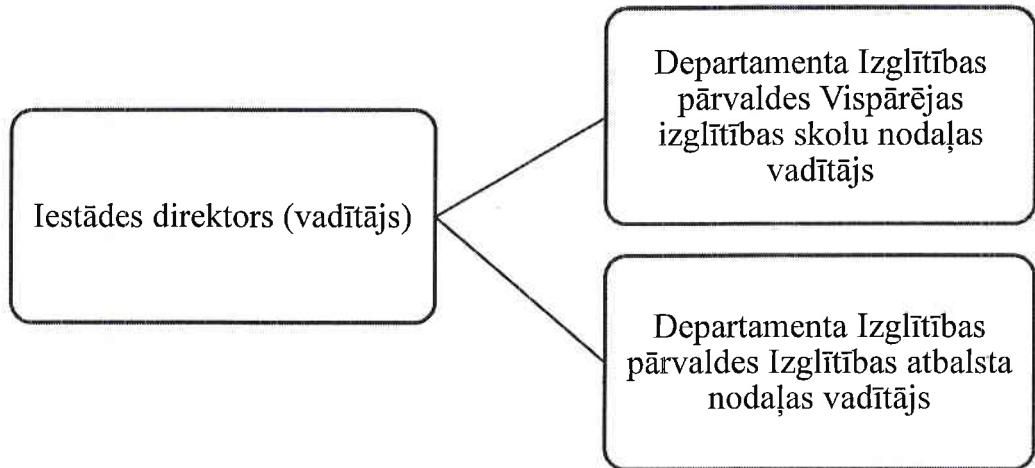 Iestādes direktors (vadītājs)
Departamenta Izglītības
pārvaldes Vispārējas
izglītības skolu nodaļas
vadītājs
Departamenta Izglītības
pārvaldes Izglītības atbalsta
nodaļas vadītājs